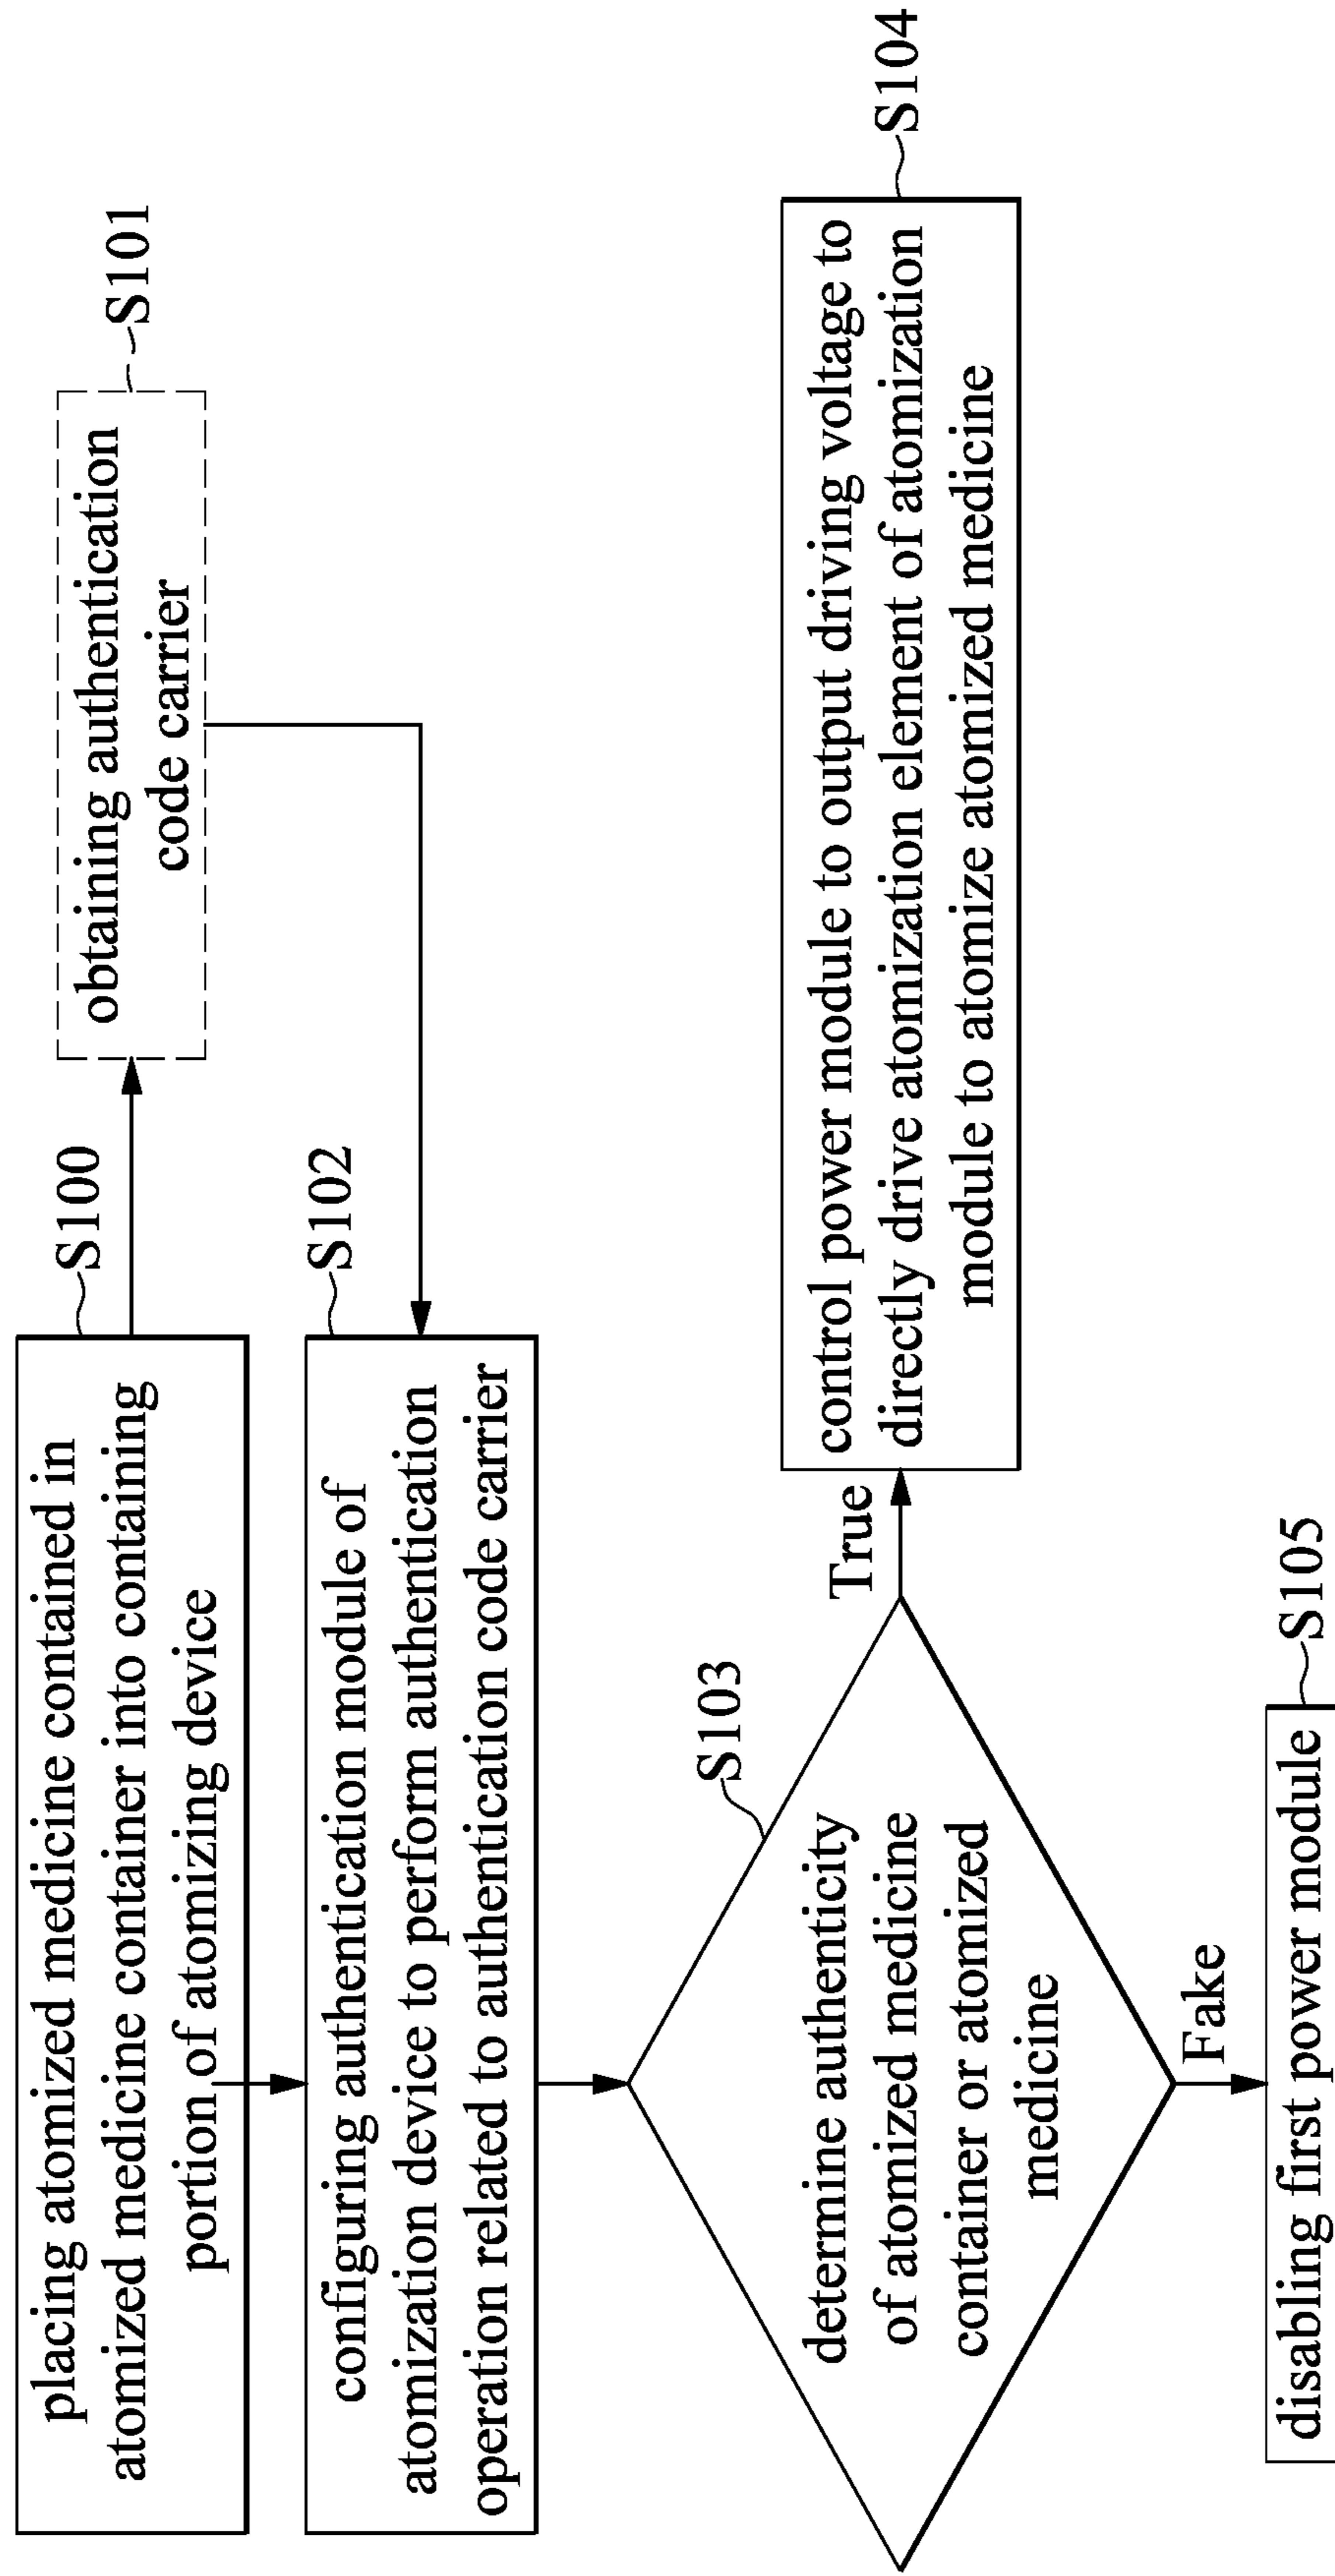 placing atomized medicine contained in
atomized medicine container into containing
portion of atomizing device
S100
obtaining authentication
code carrier
S101
configuring authentication module of
atomization device to perform authentication
operation related to authentication code carrier
S102
determine authenticity
of atomized medicine
container or atomized
medicine
S103
True
control power module to output driving voltage to
directly drive atomization element of atomization
module to atomize atomized medicine
S104
Fake
disabling first power module
S105